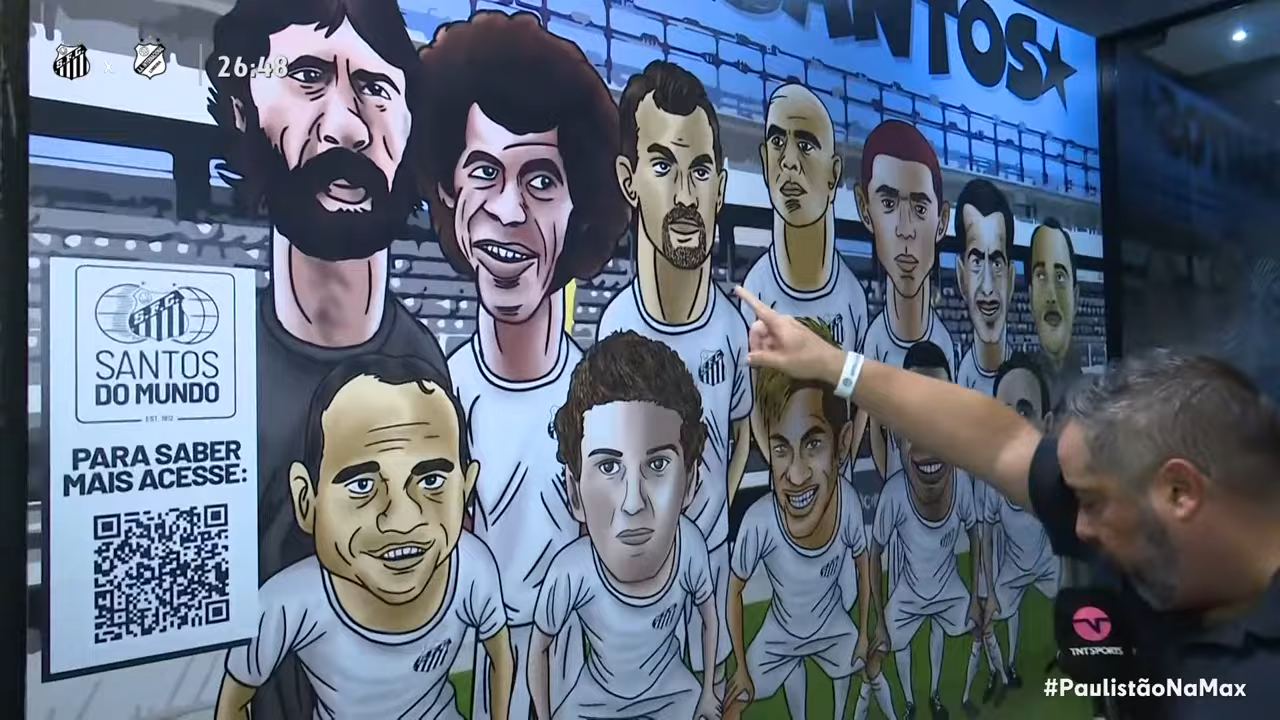 SANTOS
x
26:48
SANTOS
DO MUNDO
EST. 1912
PARA SABER
MAIS ACESSE:
TNT SPORTS
#PaulistãoNaMax